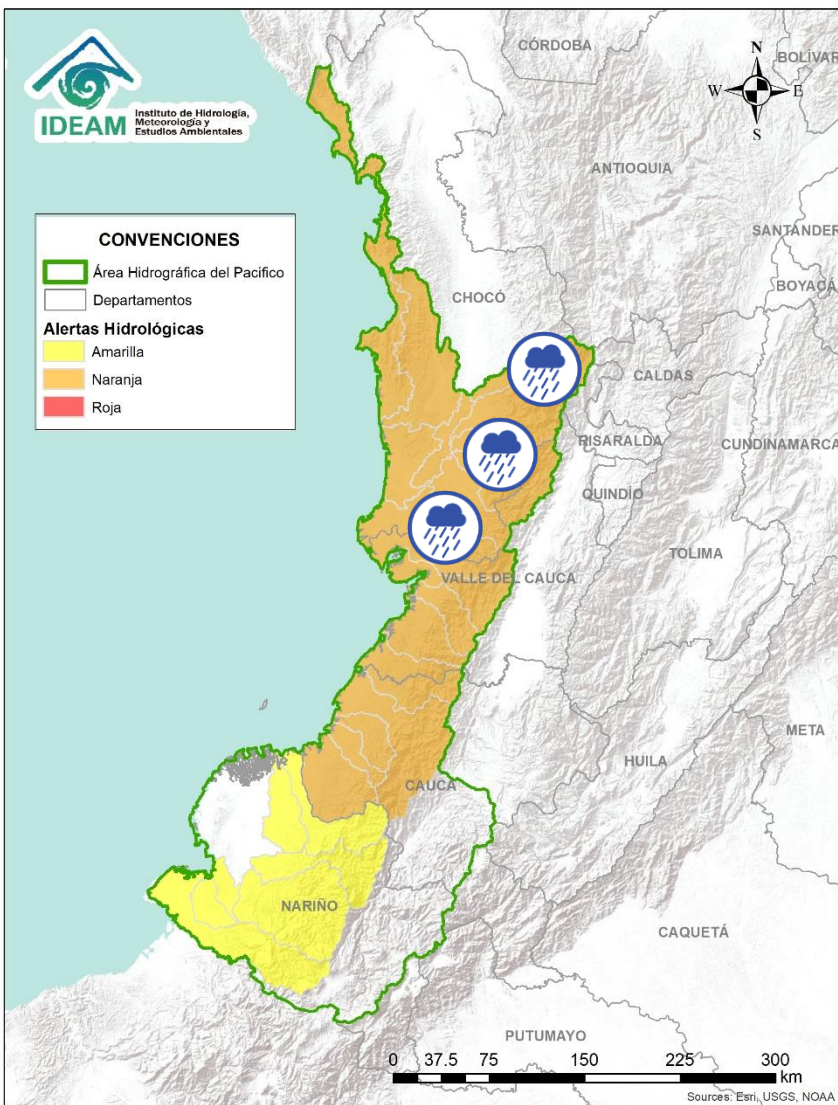 IDEAM
Instituto de Hidrología,
Meteorología y
Estudios Ambientales
CÓRDOBA
BOLÍVAR
N
W
E
S
ANTIOQUIA
SANTANDER
BOYACÁ
CONVENCIONES
Área Hidrográfica del Pacifico
Departamentos
Alertas Hidrológicas
Amarilla
Naranja
Roja
CHOCÓ
CALDAS
RISARALDA
CUNDINAMARCA
QUINDÍO
TOLIMA
VALLE DEL CAUCA
META
HUILA
CAUCA
NARIÑO
CAQUETÁ
PUTUMAYO
0 37.5 75 150 225 300
km
Sources: Esri, USGS, NOAA